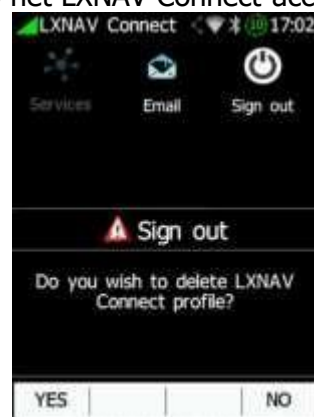 net LXNAV Connect acc
LXNAV Connect 17:02
Services Email Sign out
Sign out
Do you wish to delete LXNAV
Connect profile?
YES NO